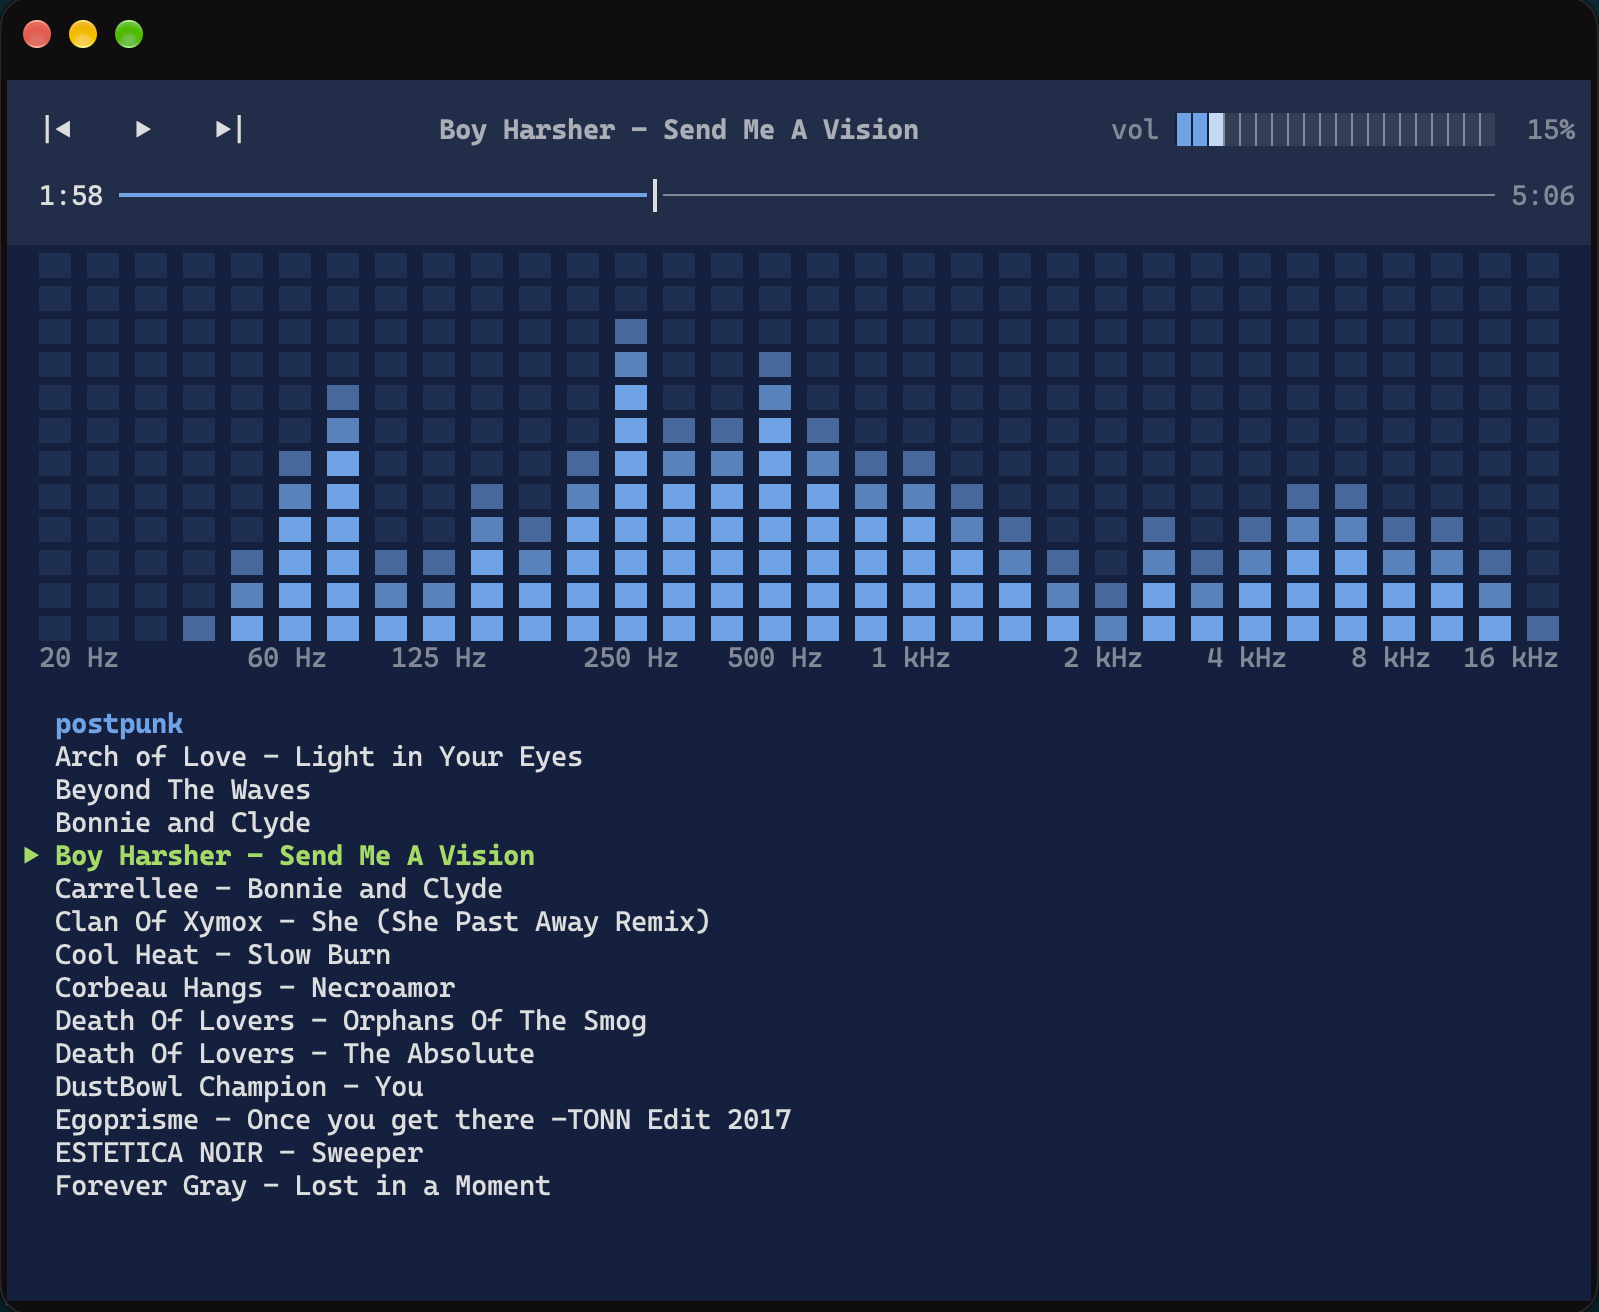 Boy Harsher - Send Me A Vision vol 15%
1:58 5:06
20 Hz 60 Hz 125 Hz 250 Hz 500 Hz 1 kHz 2 kHz 4 kHz 8 kHz 16 kHz
postpunk
Arch of Love - Light in Your Eyes
Beyond The Waves
Bonnie and Clyde
Boy Harsher - Send Me A Vision
Carrellee - Bonnie and Clyde
Clan Of Xymox - She (She Past Away Remix)
Cool Heat - Slow Burn
Corbeau Hangs - Necroamor
Death Of Lovers - Orphans Of The Smog
Death Of Lovers - The Absolute
DustBowl Champion - You
Egoprisme - Once you get there -TONN Edit 2017
ESTETICA NOIR - Sweeper
Forever Gray - Lost in a Moment